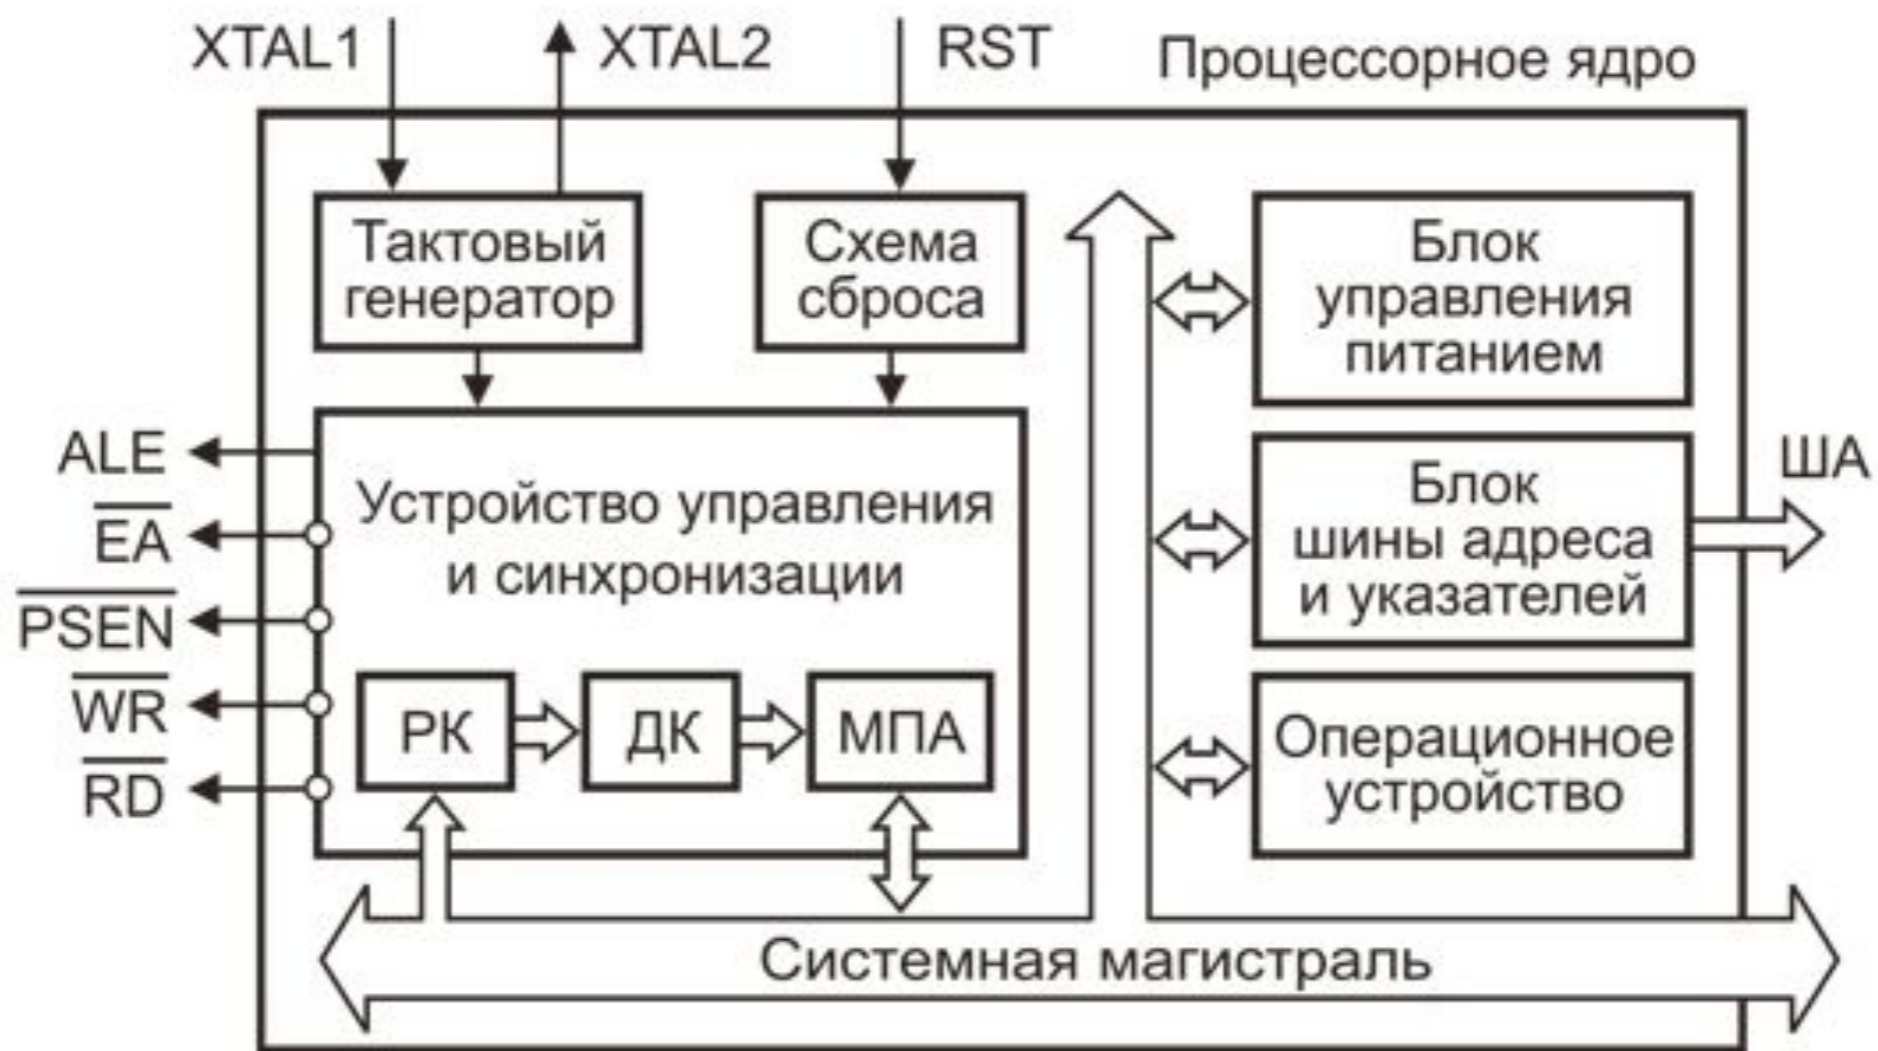 XTAL1
XTAL2
RST
Процессорное ядро
Тактовый
генератор
Схема
сброса
Блок
управления
питанием
ALE
EA
PSEN
WR
RD
Устройство управления
и синхронизации
РК
ДК
МПА
Блок
шины адреса
и указателей
ША
Операционное
устройство
Системная магистраль